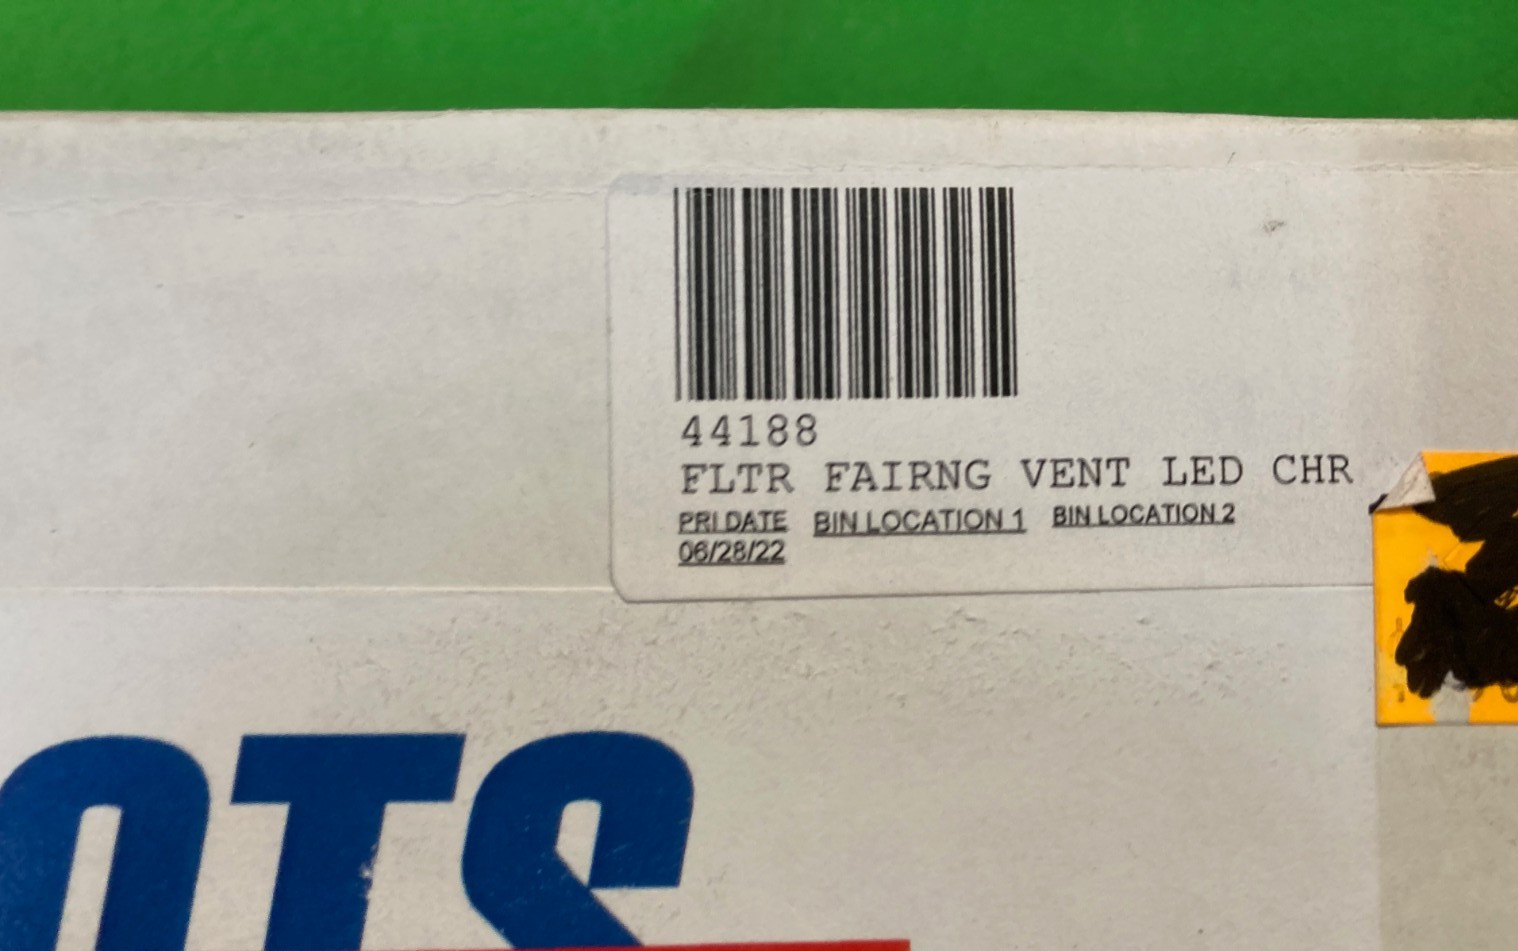 44188
FLTR FAIRNG VENT LED CHR
PRI DATE BIN LOCATION 1 BIN LOCATION 2
06/28/22
OTS